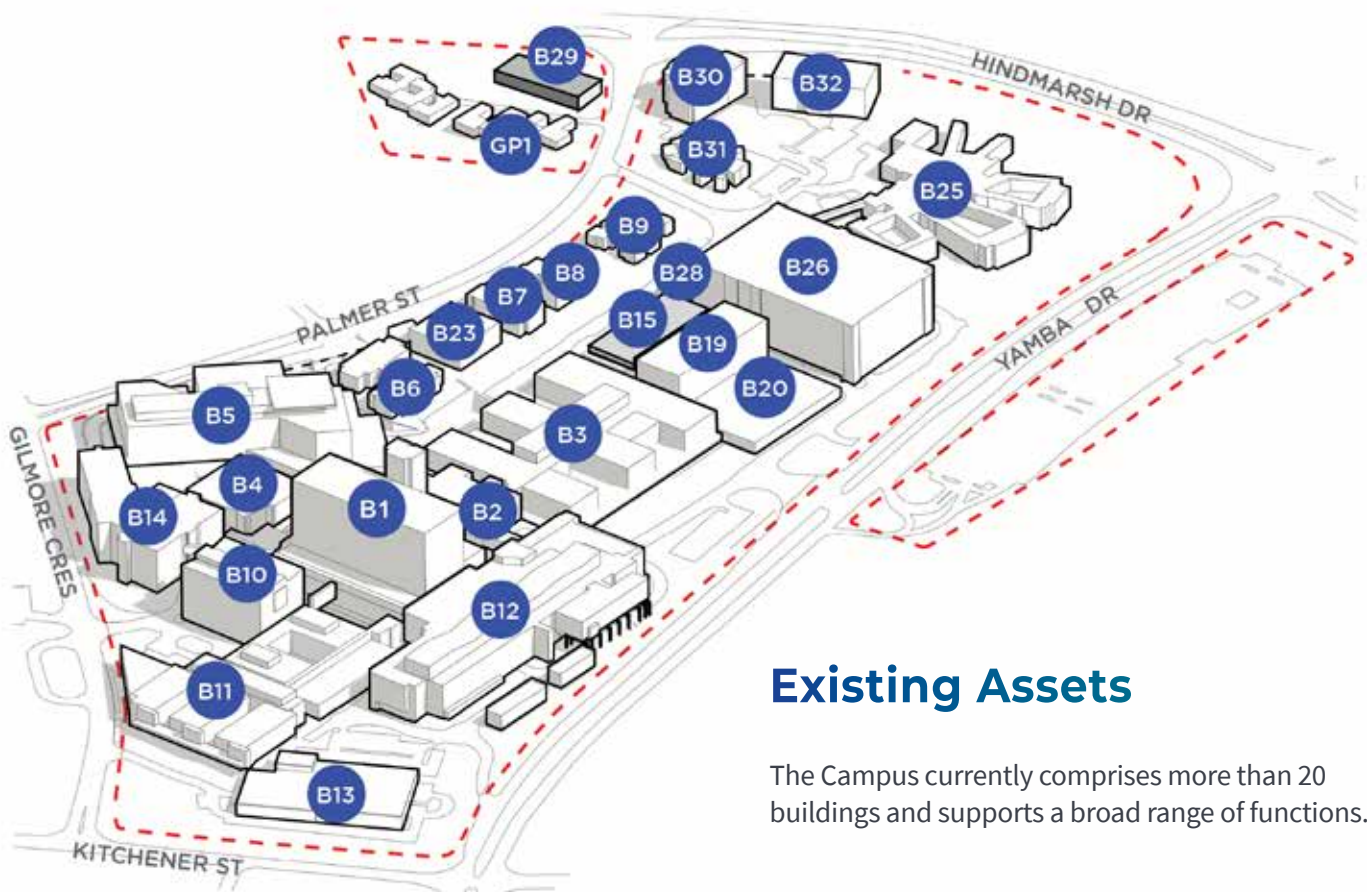 B29
B30
B32
HINDMARSH DR
GP1
B31
B25
B9
B8
B28
B26
B7
PALMER ST
B23
B15
B19
YAMBA DR
B6
B20
B5
B3
GILMORE CRES
B4
B14
B1
B2
B10
B12
B11
B13
KITCHENER ST
Existing Assets
The Campus currently comprises more than 20
buildings and supports a broad range of functions.